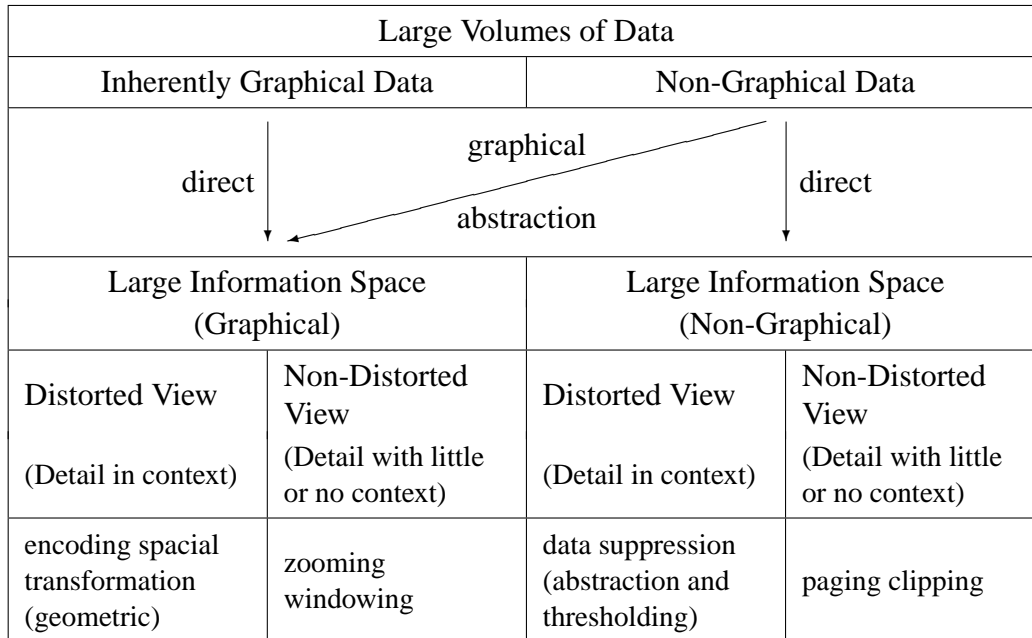 Large Volumes of Data
Inherently Graphical Data
Non-Graphical Data
graphical
direct
direct
abstraction
Large Information Space
(Graphical)
Large Information Space
(Non-Graphical)
Distorted View
(Detail in context)
Non-Distorted
View
(Detail with little
or no context)
Distorted View
(Detail in context)
Non-Distorted
View
(Detail with little
or no context)
encoding spacial
transformation
(geometric)
zooming
windowing
data suppression
(abstraction and
thresholding)
paging clipping